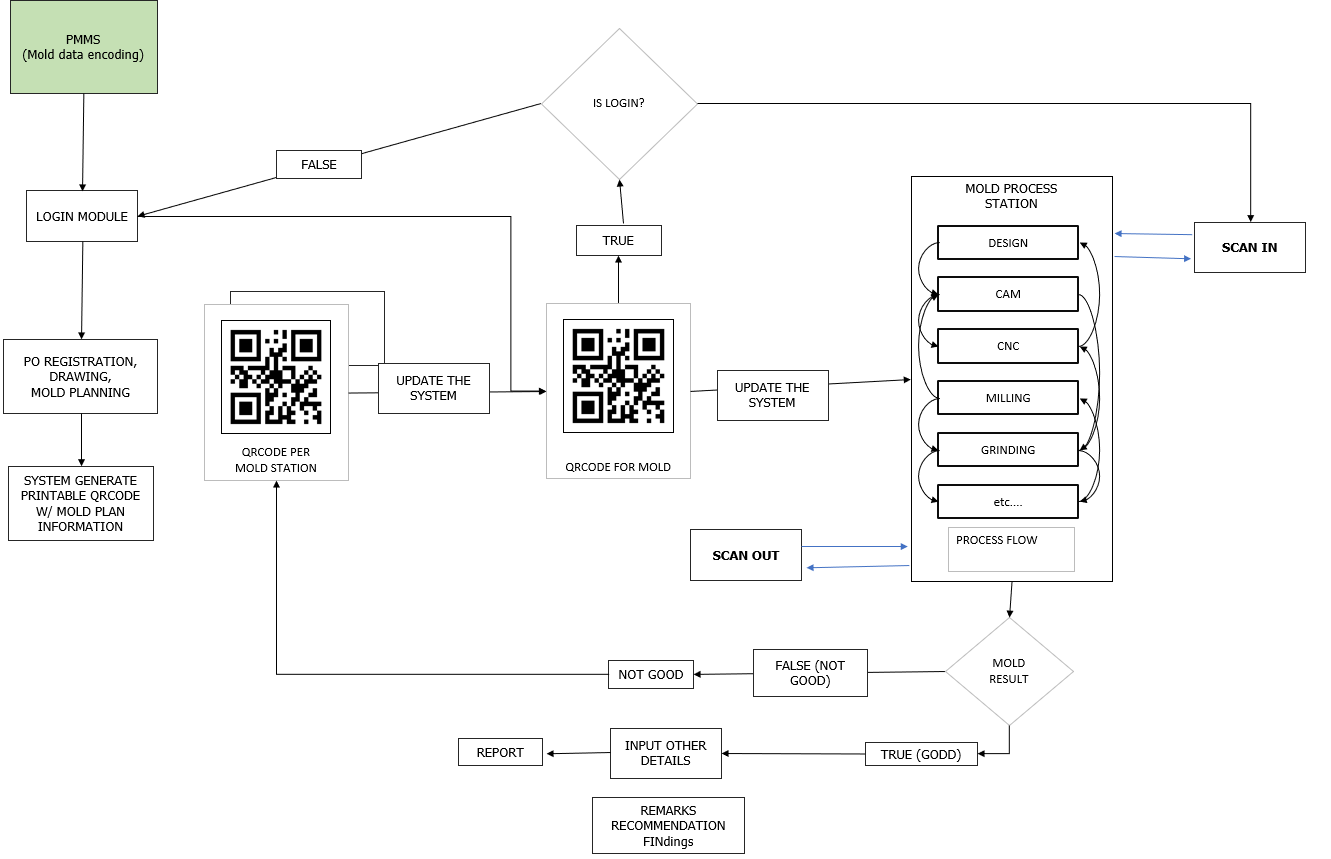 PMMS
(Mold data encoding)
IS LOGIN?
FALSE
LOGIN MODULE
TRUE
MOLD PROCESS
STATION
DESIGN
CAM
CNC
MILLING
GRINDING
etc....
PROCESS FLOW
SCAN IN
PO REGISTRATION,
DRAWING,
MOLD PLANNING
SYSTEM GENERATE
PRINTABLE QRCODE
W/ MOLD PLAN
INFORMATION
QRCODE PER
MOLD STATION
UPDATE THE
SYSTEM
QRCODE FOR MOLD
UPDATE THE
SYSTEM
SCAN OUT
MOLD
RESULT
FALSE (NOT
GOOD)
NOT GOOD
TRUE (GODD)
INPUT OTHER
DETAILS
REPORT
REMARKS
RECOMMENDATION
FINdings